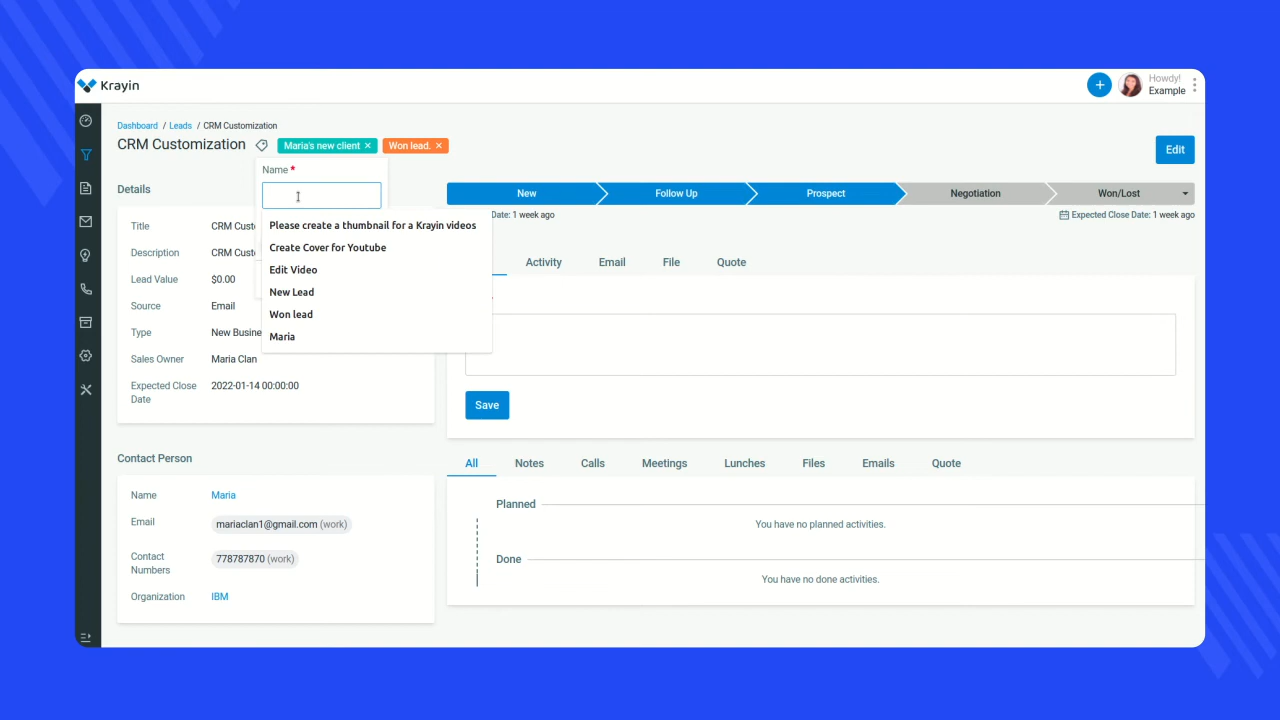 Krayin
Howdy!
Example
Dashboard / Leads / CRM Customization
CRM Customization
Maria's new client ×
Won lead. ×
Edit
Name *
Please create a thumbnail for a Krayin videos
Create Cover for Youtube
Edit Video
New Lead
Won lead
Maria
Details
Title CRM Cust
Description CRM Cust
Lead Value $0.00
Source Email
Type New Busine
Sales Owner Maria Clan
Expected Close Date 2022-01-14 00:00:00
New
Follow Up
Prospect
Negotiation
Won/Lost
Date: 1 week ago
Expected Close Date: 1 week ago
Activity
Email
File
Quote
Save
Contact Person
Name Maria
Email mariaclan1@gmail.com (work)
Contact Numbers 778787870 (work)
Organization IBM
All
Notes
Calls
Meetings
Lunches
Files
Emails
Quote
Planned
You have no planned activities.
Done
You have no done activities.